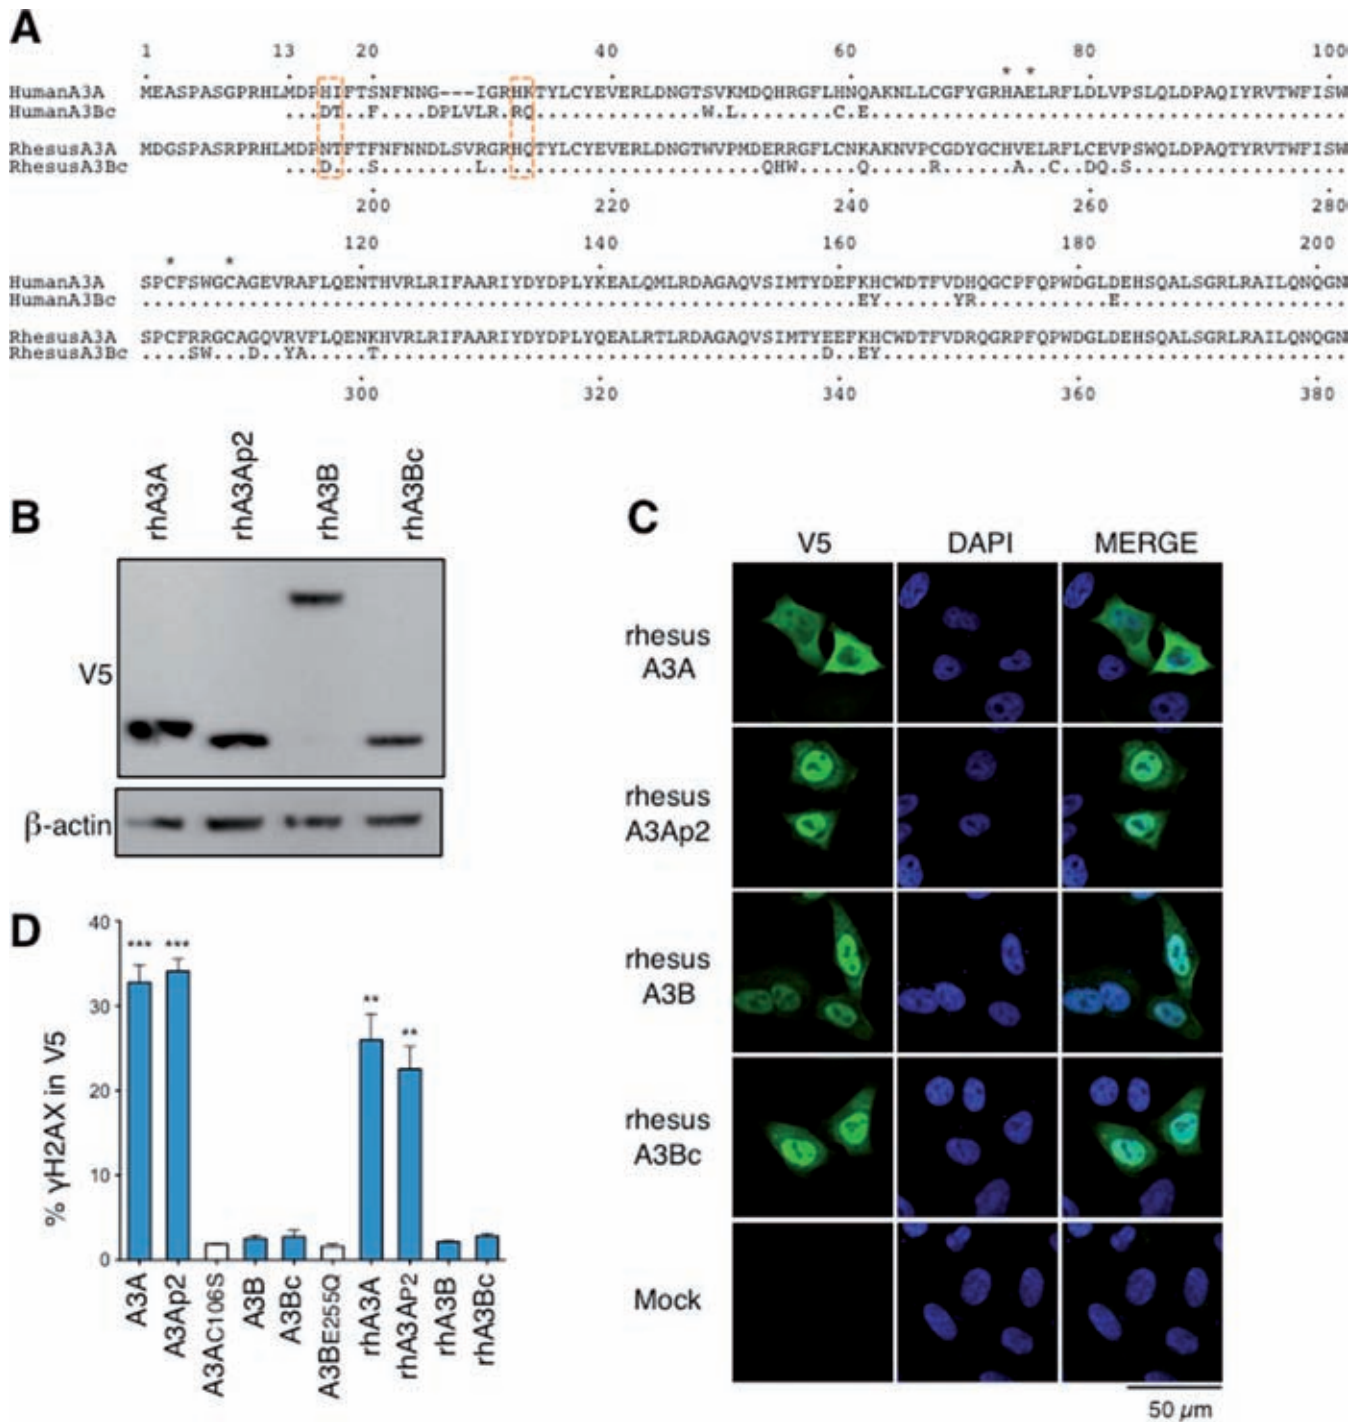 A
1 13 20 40 60 80 100
* *
HumanA3A MEASPASGPRHLMDPHIFTSNFNNG---IGRHKTYLCYEVERLDNGTSVKMDQHRGFLHNQAKNLLCGFYGRHAELRFLDLVPSLQLDPAQIYRVTWFISW
HumanA3Bc ...DT..F....DPLVLR.RQ..............W.L........C.E.......................................
RhesusA3A MDGSPASRPRHLMDPNTFTFNFNNDLSVRGRHQTYLCYEVERLDNGTWVPMDERRGFLCNKAKNVPCGDYGCHVELRFLCEVPSWQLDPAQIYRVTWFISW
RhesusA3Bc ...D...S........L.......................HW.....Q.....R......A..C..DQ.S..................
200 220 240 260 280
120 140 160 180 200
* *
HumanA3A SPCFSWGCAGEVRAFLQENTHVRLRIFAARIYDYDPLYKEALQMLRDAGAQVSIMTYDEFKHCWDTFVDHQGCPFQPWDGLDEHSQALSGRLRAILQNQGN
HumanA3Bc ............................................................EY......YR...........E.................
RhesusA3A SPCFRRGCAGQVRVFLQENKHVRLRIFAARIYDYDPLYQEALRTLRDAGAQVSIMTYEEFKHCWDTFVDRQGRPFQPWDGLDEHSQALSGRLRAILQNQGN
RhesusA3Bc ....SW...D..YA.....T.....................................D..EY.......................................
300 320 340 360 380
B
rhA3A rhA3Ap2 rhA3B rhA3Bc
V5
β-actin
C
V5 DAPI MERGE
rhesus
A3A
rhesus
A3Ap2
rhesus
A3B
rhesus
A3Bc
Mock
50 µm
D
% γH2AX in V5
40
30
20
10
0
*** *** ** **
A3A A3Ap2 A3AC106S A3B A3Bc A3BE255Q rhA3A rhA3AP2 rhA3B rhA3Bc